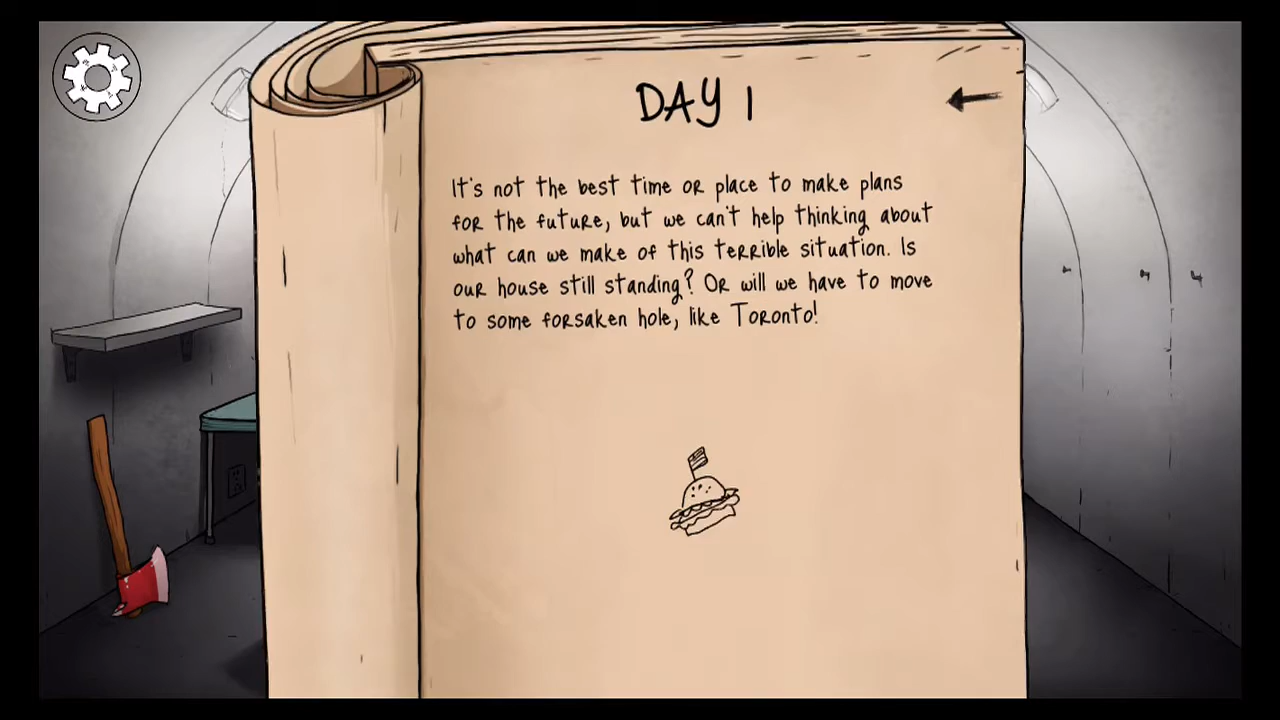 DAY 1
It's not the best time or place to make plans
for the future, but we can't help thinking about
what can we make of this terrible situation. Is
our house still standing? Or will we have to move
to some forsaken hole, like Toronto!